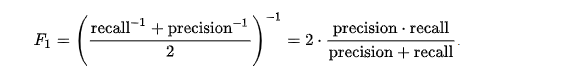 F₁ = ( (recall⁻¹ + precision⁻¹) / 2 )⁻¹ = 2 · (precision · recall) / (precision + recall)